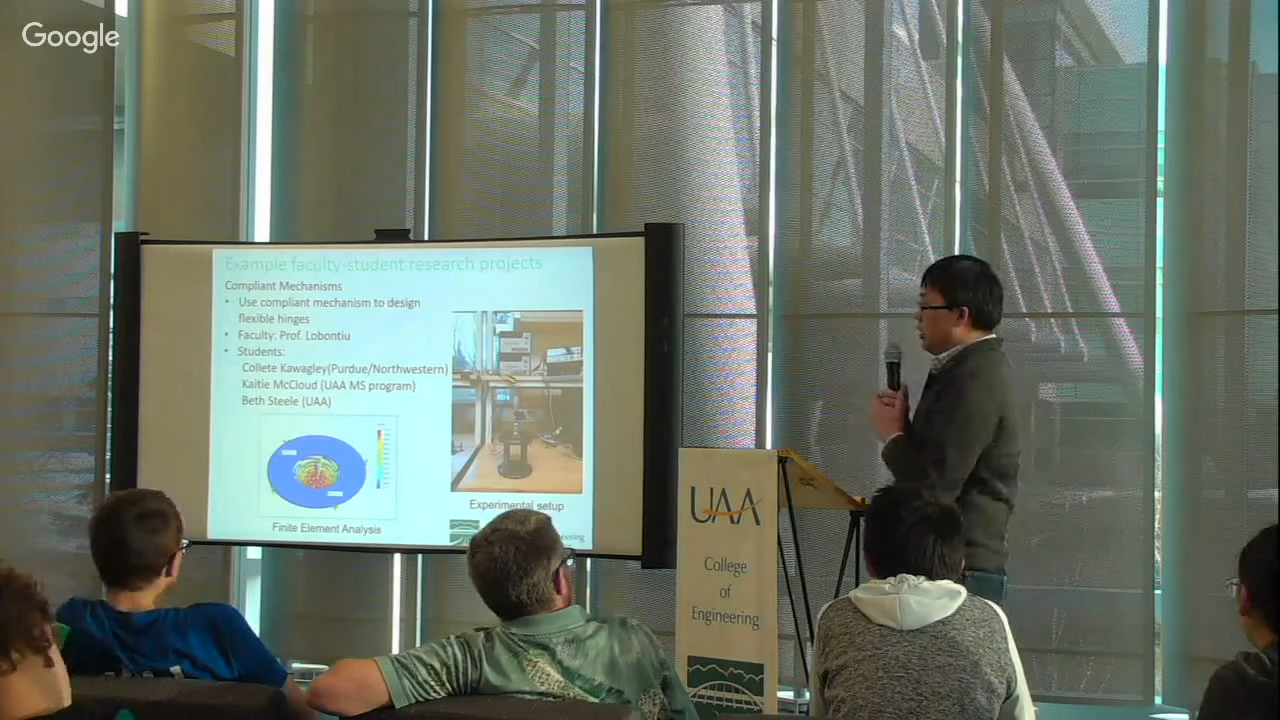 Google
Example faculty-student research projects
Compliant Mechanisms
• Use compliant mechanism to design
flexible hinges
• Faculty: Prof. Lobontiu
• Students:
Collete Kawagley(Purdue/Northwestern)
Kaitie McCloud (UAA MS program)
Beth Steele (UAA)
Finite Element Analysis
Experimental setup
UAA
College
of
Engineering